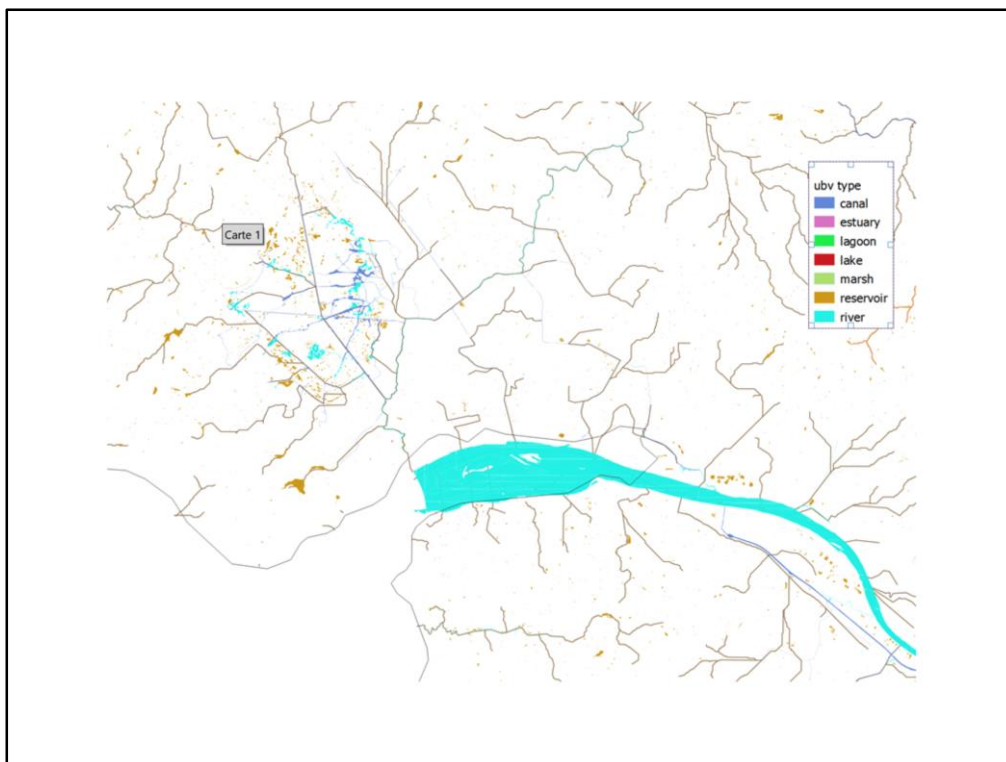 Carte 1
ubv type
canal
estuary
lagoon
lake
marsh
reservoir
river